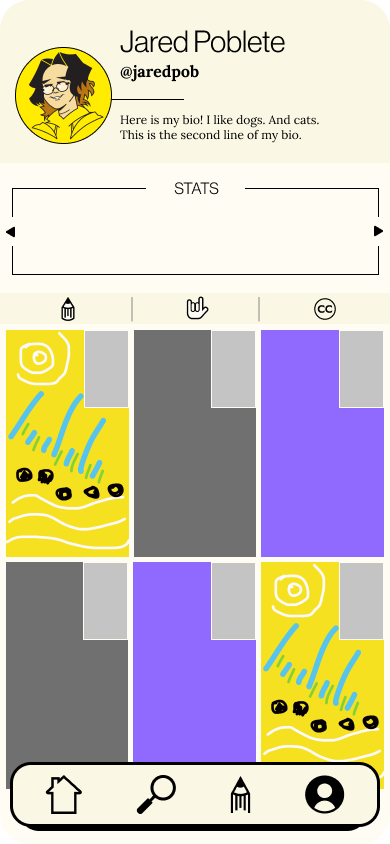 Jared Poblete
@jaredpob
Here is my bio! I like dogs. And cats.
This is the second line of my bio.
STATS
CC